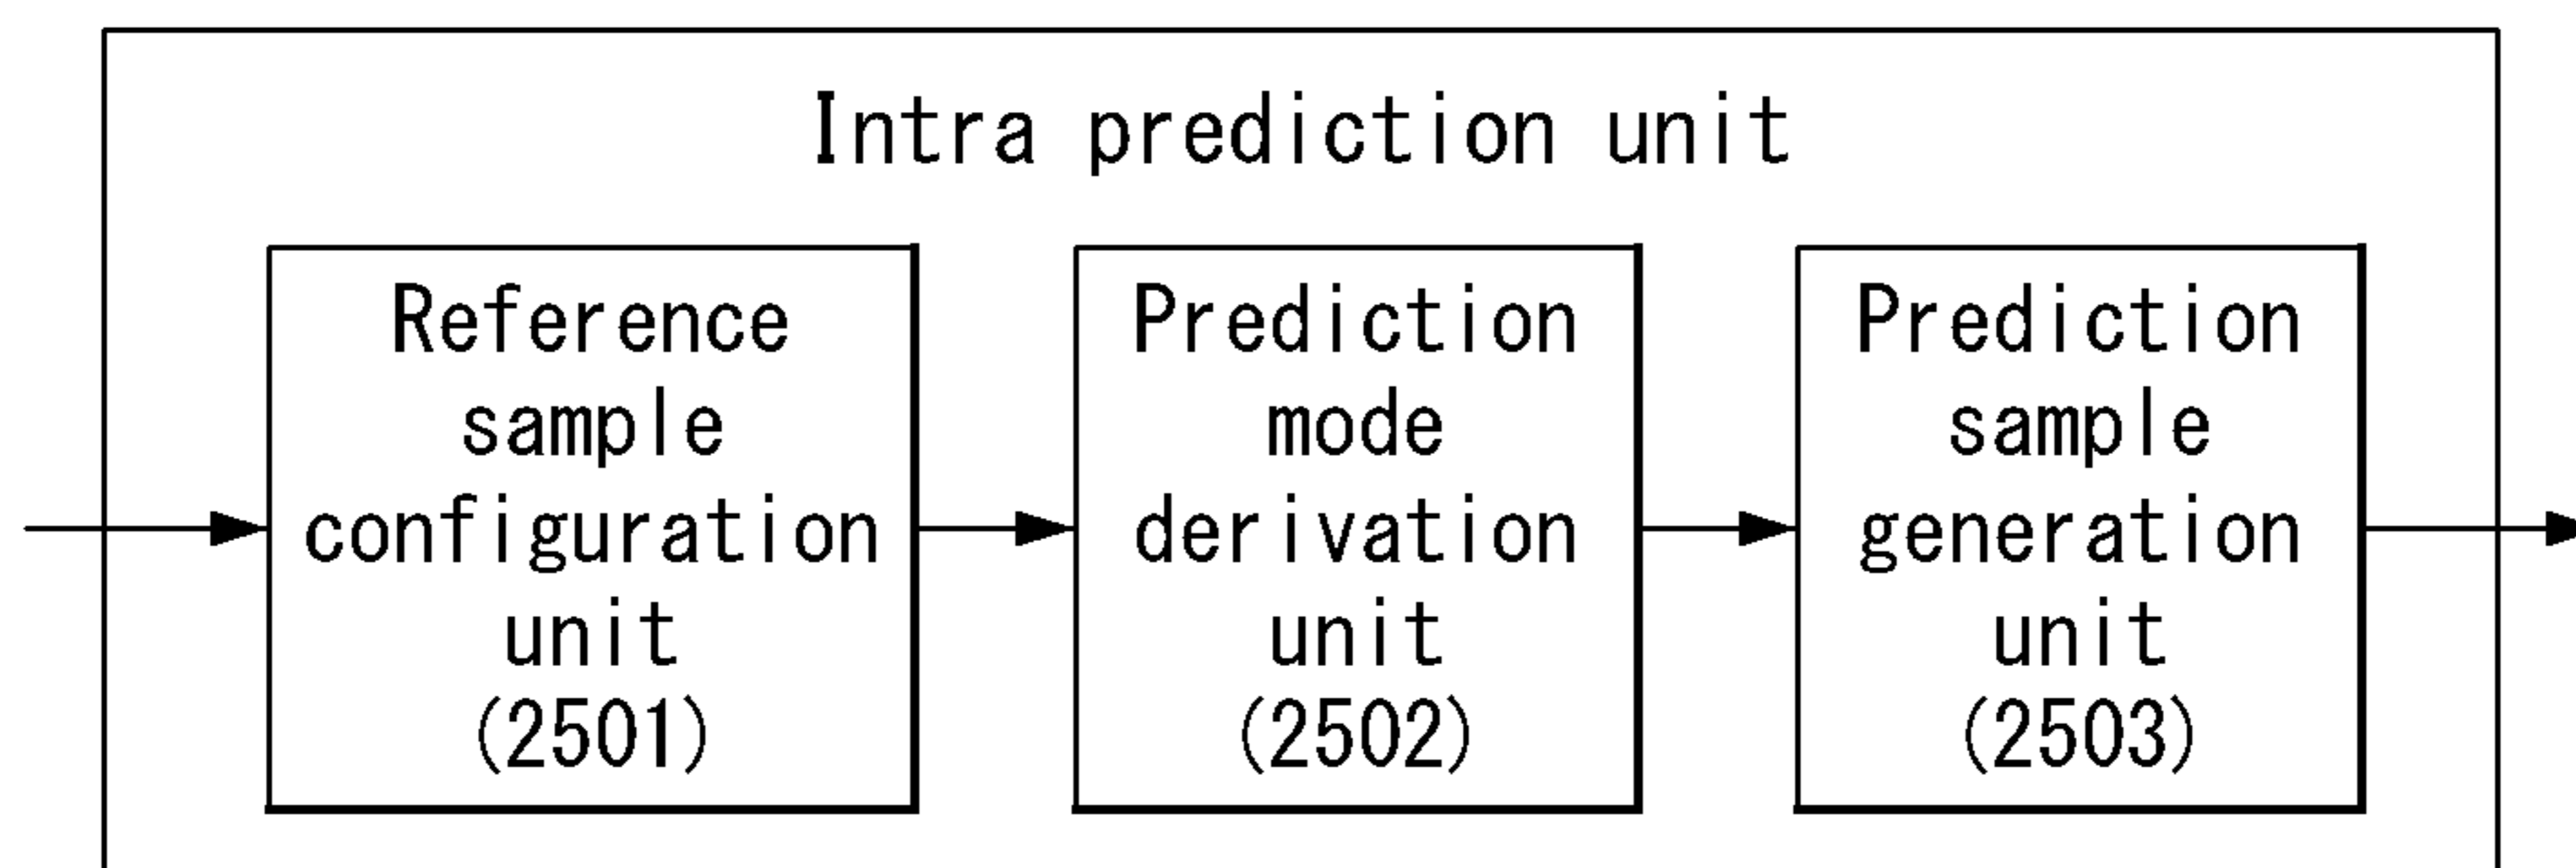 Intra prediction unit
Reference
sample
configuration
unit
(2501)
Prediction
mode
derivation
unit
(2502)
Prediction
sample
generation
unit
(2503)